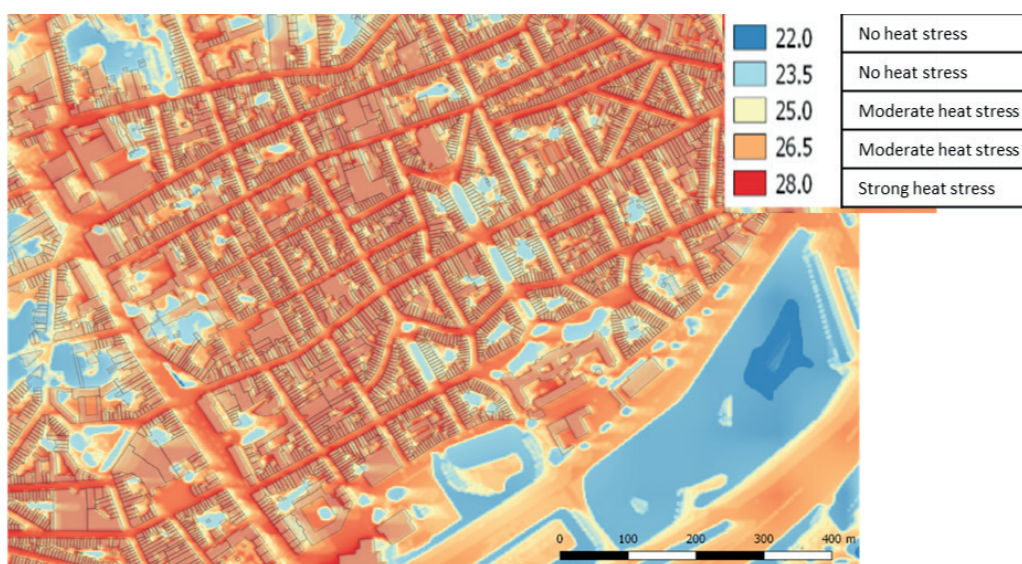 22.0 No heat stress
23.5 No heat stress
25.0 Moderate heat stress
26.5 Moderate heat stress
28.0 Strong heat stress
0 100 200 300 400 m